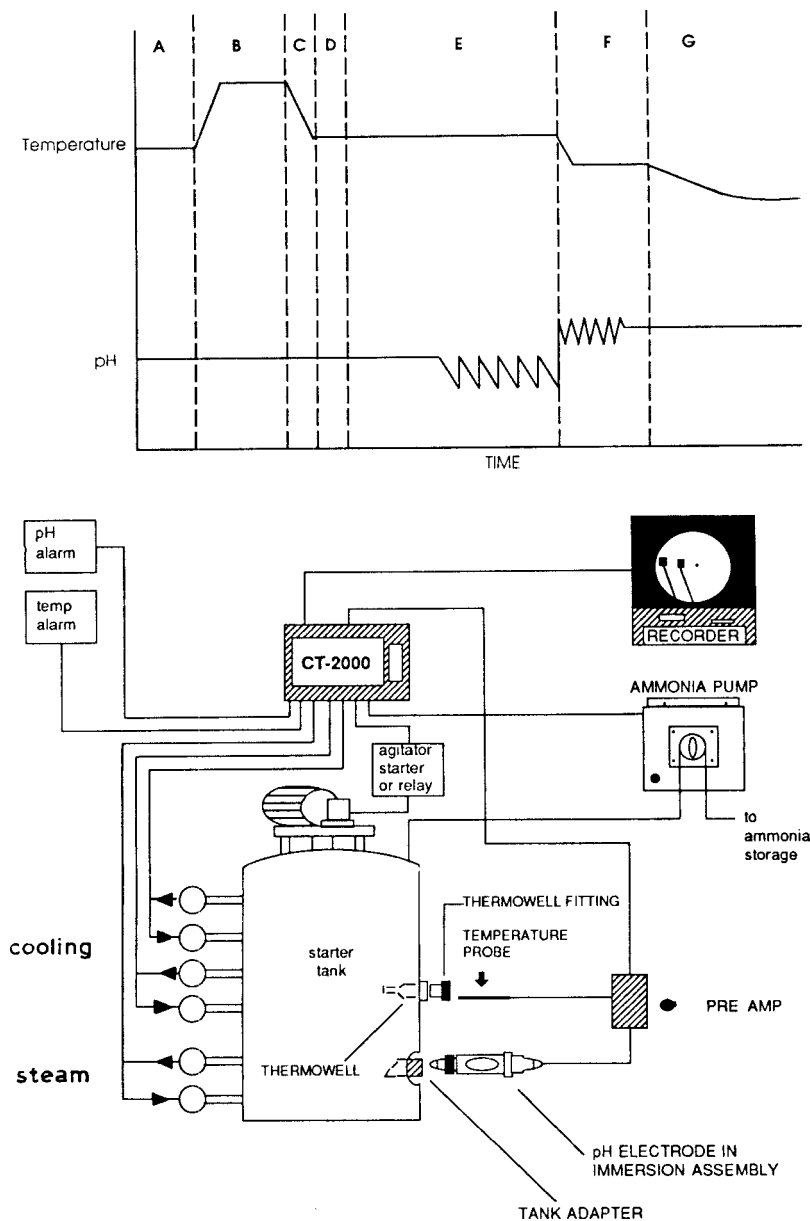 A B C D E F G
Temperature
pH
TIME
pH
alarm
temp
alarm
CT-2000
RECORDER
AMMONIA PUMP
agitator
starter
or relay
to
ammonia
storage
THERMOWELL FITTING
TEMPERATURE
PROBE
cooling
starter
tank
PRE AMP
steam
THERMOWELL
pH ELECTRODE IN
IMMERSION ASSEMBLY
TANK ADAPTER